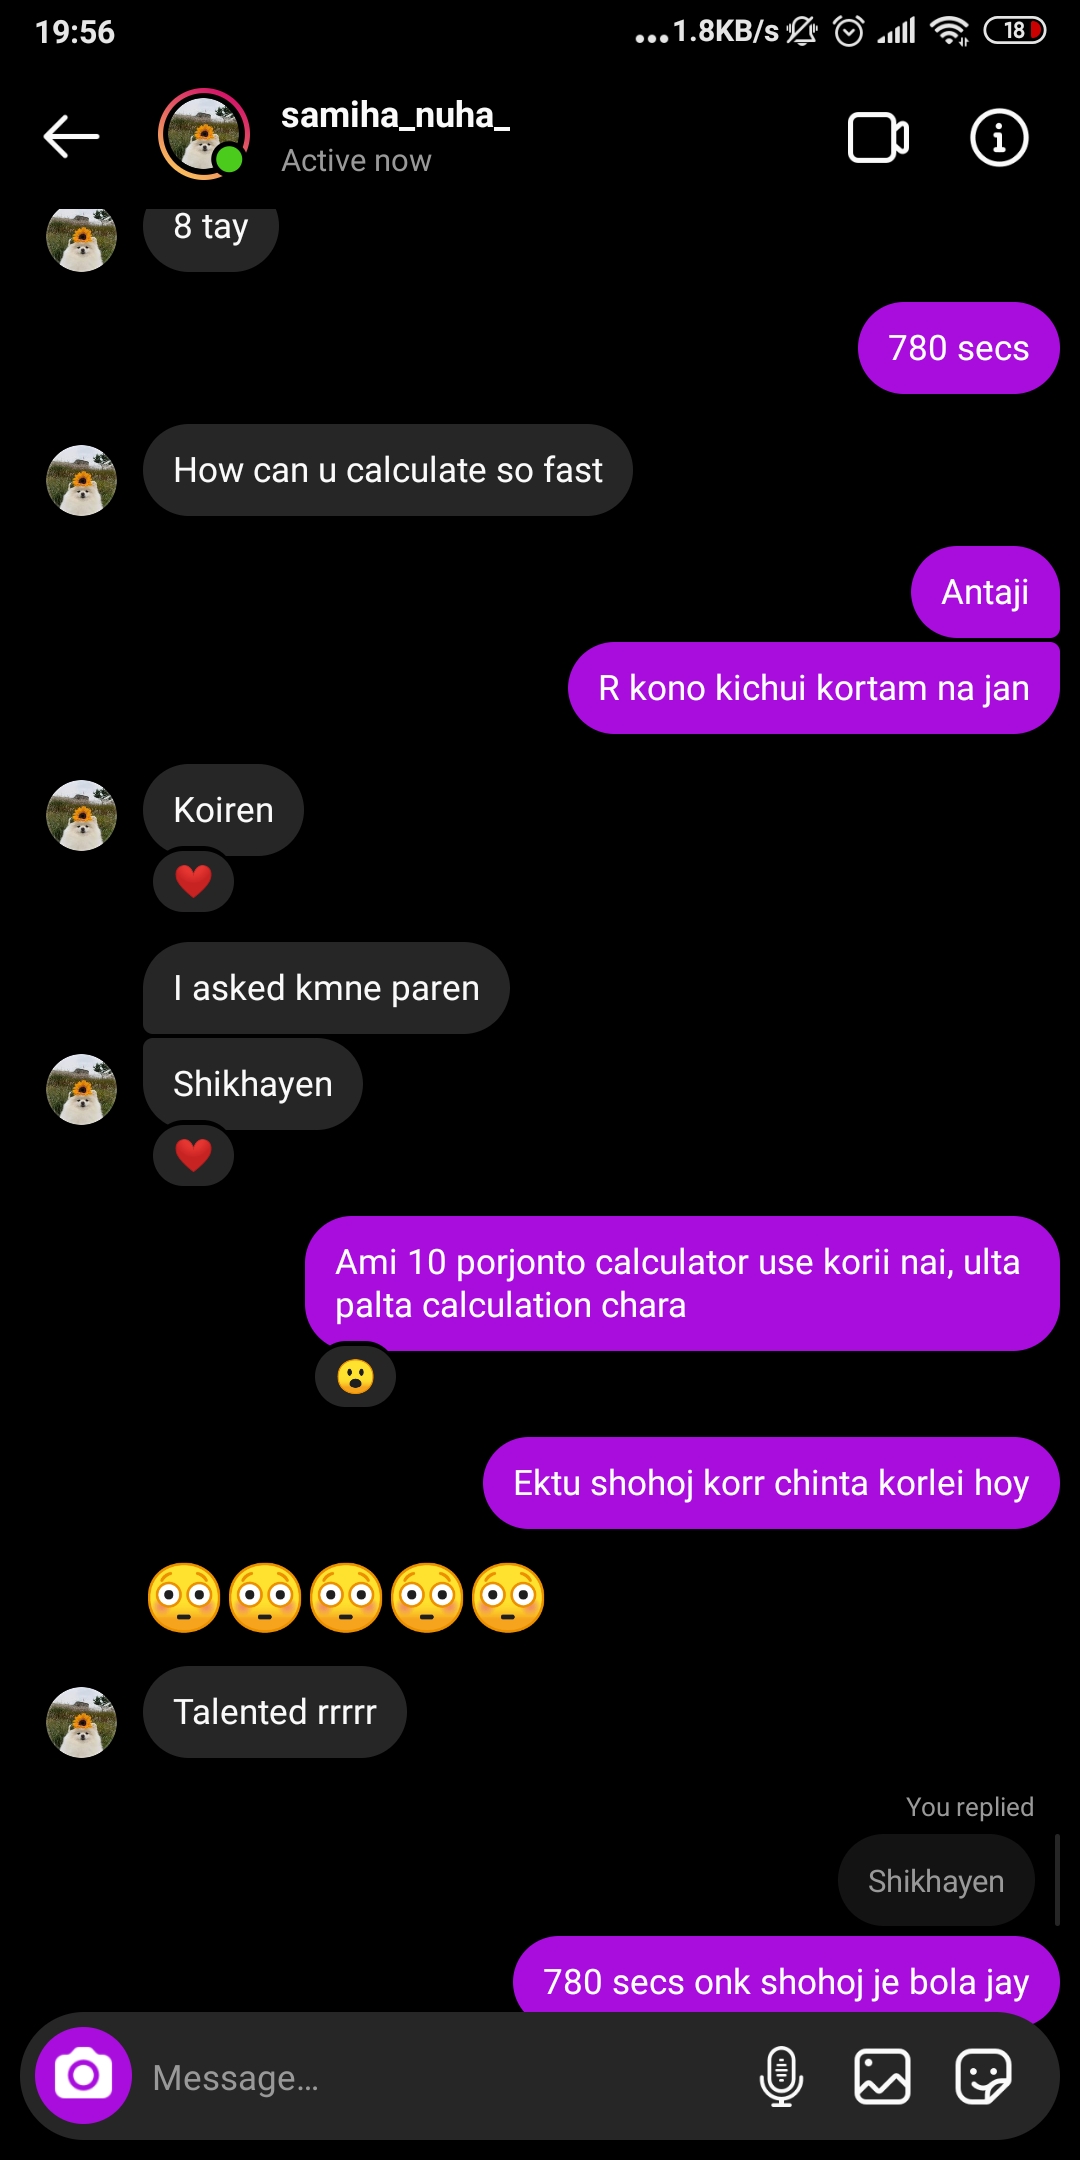 19:56
...1.8KB/s
18
samiha_nuha_
Active now
8 tay
780 secs
How can u calculate so fast
Antaji
R kono kichui kortam na jan
Koiren
❤️
I asked kmne paren
Shikhayen
❤️
Ami 10 porjonto calculator use korii nai, ulta
palta calculation chara
😮
Ektu shohoj korr chinta korlei hoy
😳😳😳😳😳
Talented rrrrr
You replied
Shikhayen
780 secs onk shohoj je bola jay
Message...